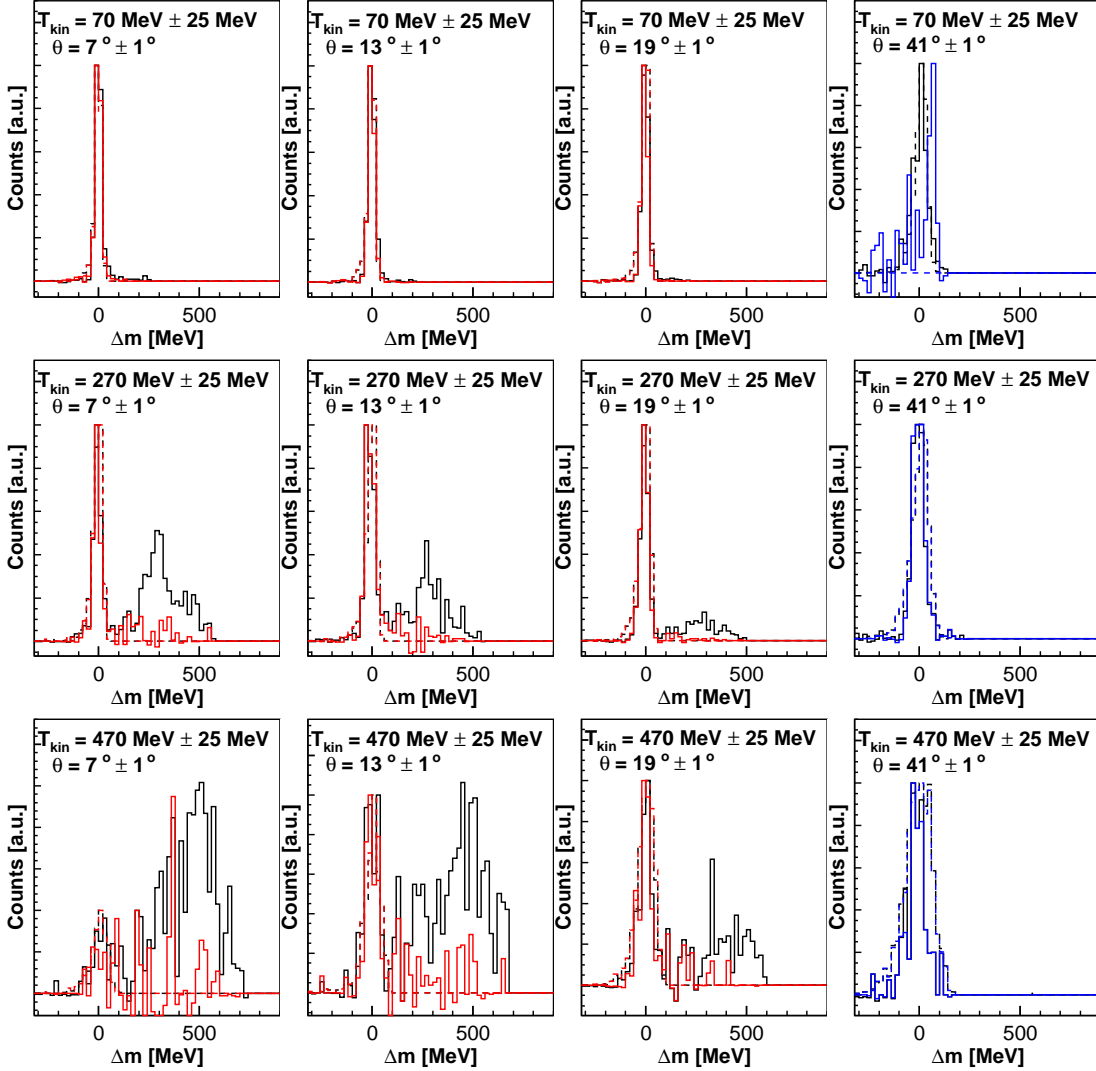 T_kin = 70 MeV ± 25 MeV
θ = 7° ± 1°
Counts [a.u.]
0
500
Δm [MeV]
T_kin = 70 MeV ± 25 MeV
θ = 13° ± 1°
Counts [a.u.]
0
500
Δm [MeV]
T_kin = 70 MeV ± 25 MeV
θ = 19° ± 1°
Counts [a.u.]
0
500
Δm [MeV]
T_kin = 70 MeV ± 25 MeV
θ = 41° ± 1°
Counts [a.u.]
0
500
Δm [MeV]
T_kin = 270 MeV ± 25 MeV
θ = 7° ± 1°
Counts [a.u.]
0
500
Δm [MeV]
T_kin = 270 MeV ± 25 MeV
θ = 13° ± 1°
Counts [a.u.]
0
500
Δm [MeV]
T_kin = 270 MeV ± 25 MeV
θ = 19° ± 1°
Counts [a.u.]
0
500
Δm [MeV]
T_kin = 270 MeV ± 25 MeV
θ = 41° ± 1°
Counts [a.u.]
0
500
Δm [MeV]
T_kin = 470 MeV ± 25 MeV
θ = 7° ± 1°
Counts [a.u.]
0
500
Δm [MeV]
T_kin = 470 MeV ± 25 MeV
θ = 13° ± 1°
Counts [a.u.]
0
500
Δm [MeV]
T_kin = 470 MeV ± 25 MeV
θ = 19° ± 1°
Counts [a.u.]
0
500
Δm [MeV]
T_kin = 470 MeV ± 25 MeV
θ = 41° ± 1°
Counts [a.u.]
0
500
Δm [MeV]